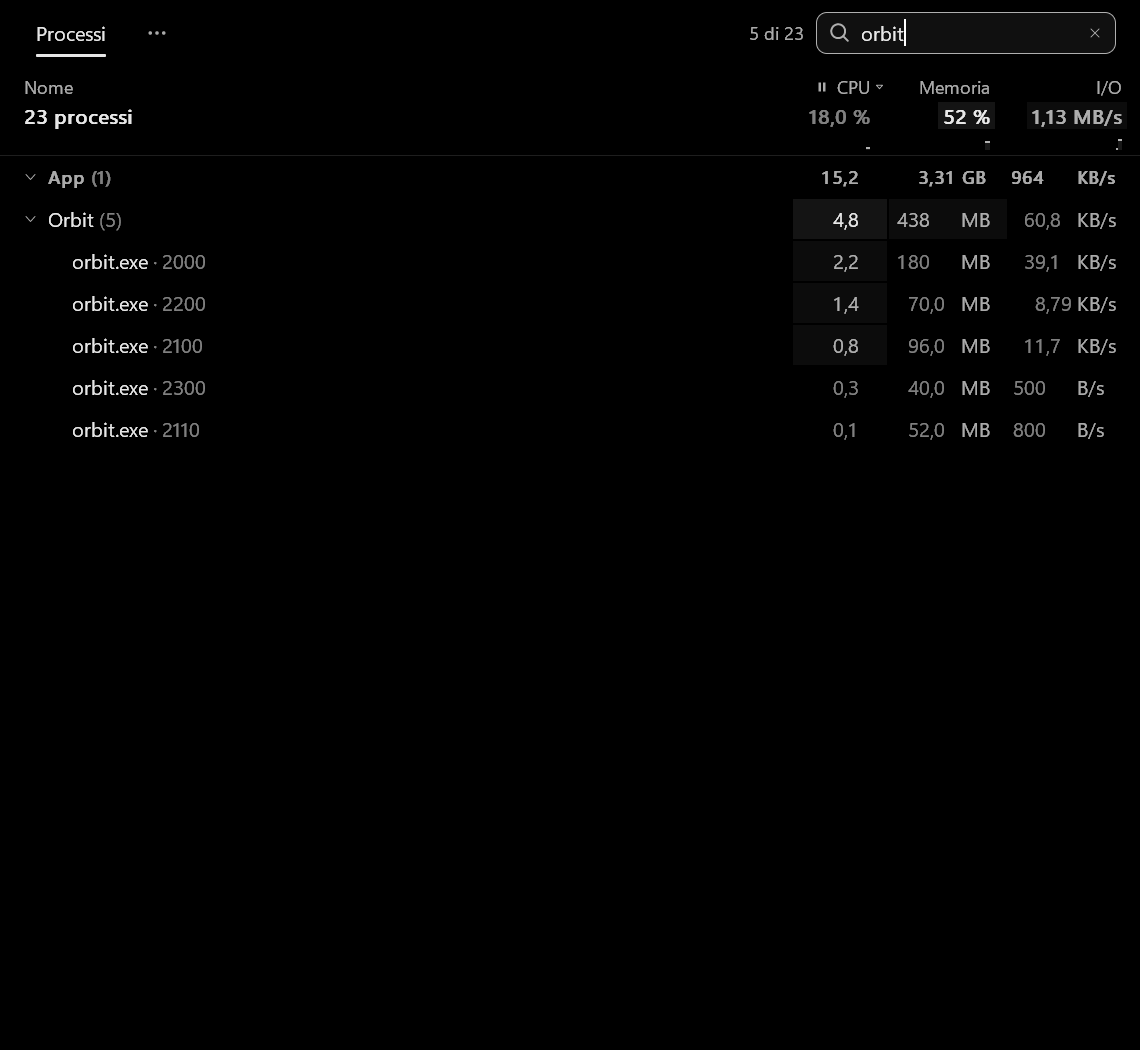 Processi ··· 5 di 23 orbit ×
Nome CPU Memoria I/O
23 processi 18,0 % 52 % 1,13 MB/s
App (1) 15,2 3,31 GB 964 KB/s
Orbit (5) 4,8 438 MB 60,8 KB/s
orbit.exe · 2000 2,2 180 MB 39,1 KB/s
orbit.exe · 2200 1,4 70,0 MB 8,79 KB/s
orbit.exe · 2100 0,8 96,0 MB 11,7 KB/s
orbit.exe · 2300 0,3 40,0 MB 500 B/s
orbit.exe · 2110 0,1 52,0 MB 800 B/s